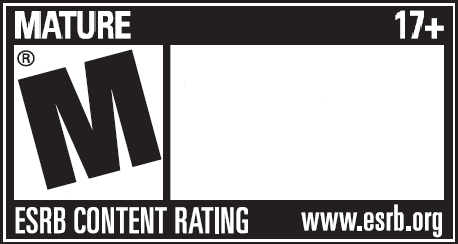 MATURE 17+
®
M
ESRB CONTENT RATING www.esrb.org